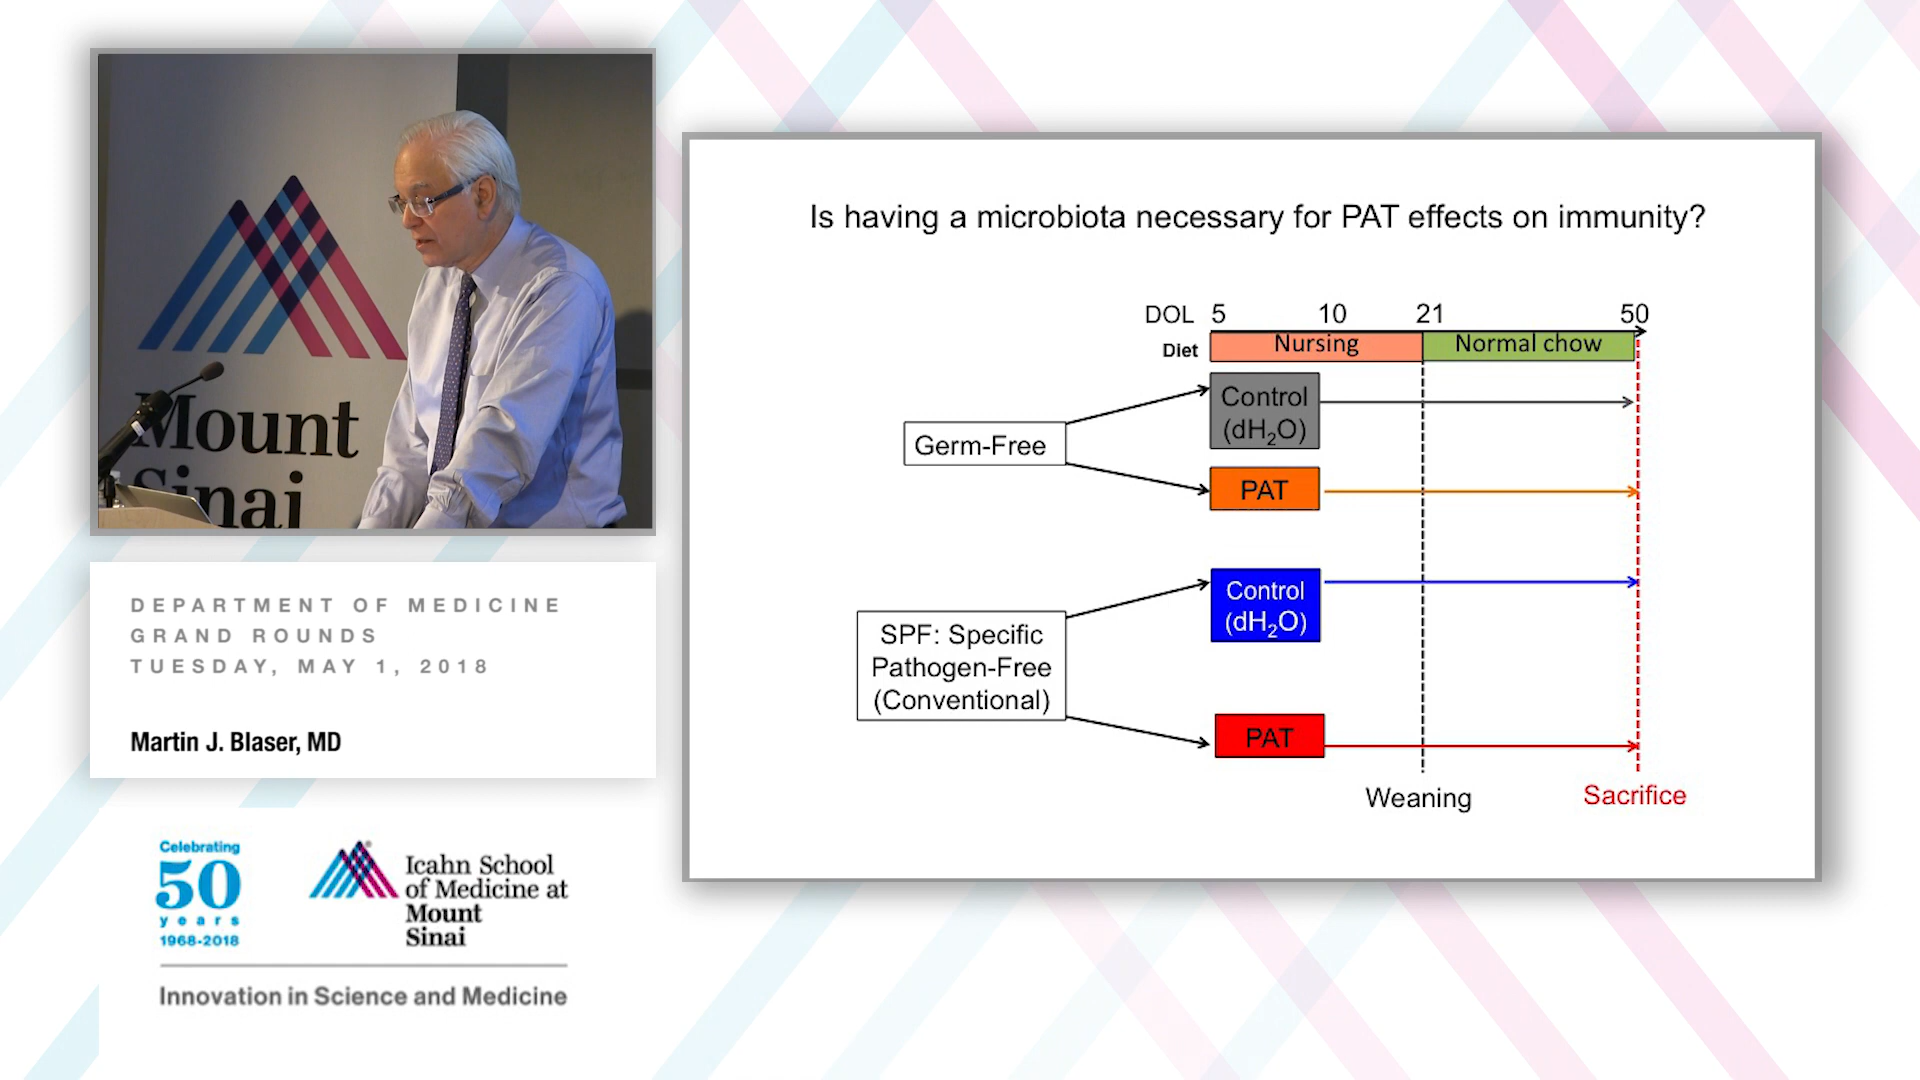 Mount
Sinai
DEPARTMENT OF MEDICINE
GRAND ROUNDS
TUESDAY, MAY 1, 2018
Martin J. Blaser, MD
Celebrating
50
years
1968-2018
Icahn School
of Medicine at
Mount
Sinai
Innovation in Science and Medicine
Is having a microbiota necessary for PAT effects on immunity?
DOL 5 10 21 50
Diet Nursing Normal chow
Germ-Free
Control
(dH₂O)
PAT
SPF: Specific
Pathogen-Free
(Conventional)
Control
(dH₂O)
PAT
Weaning
Sacrifice